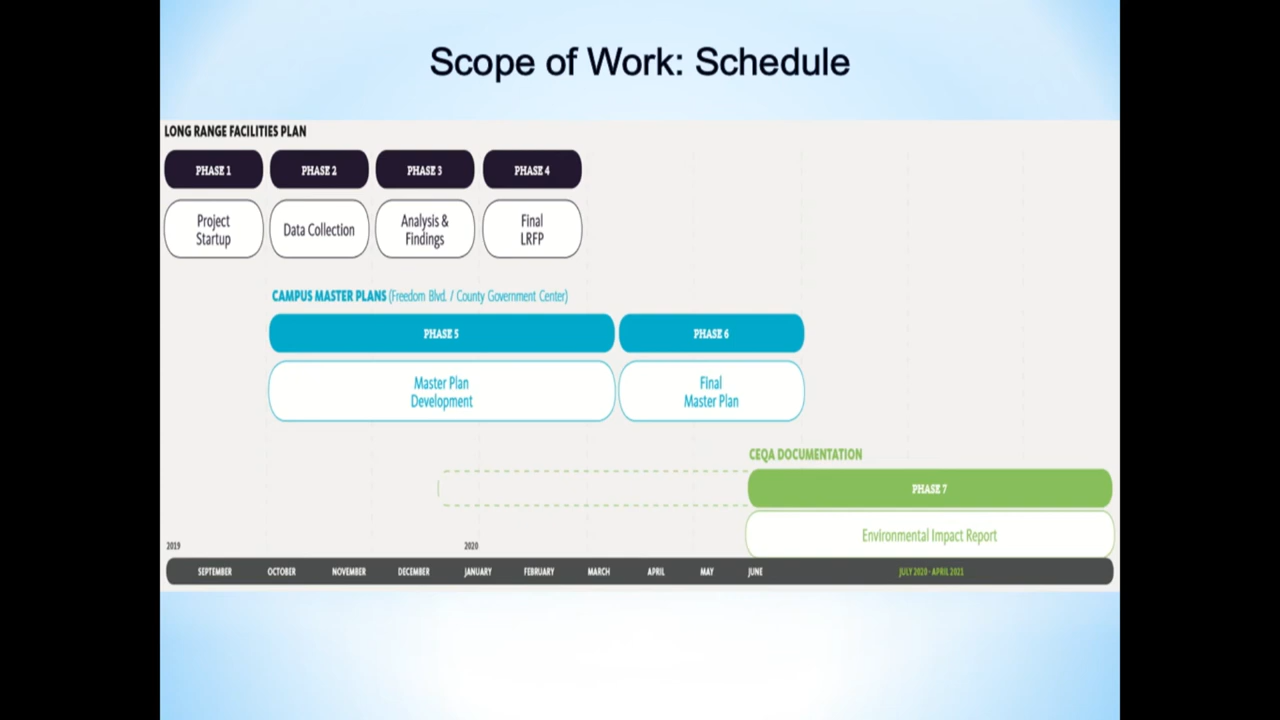 Scope of Work: Schedule
LONG RANGE FACILITIES PLAN
PHASE 1
PHASE 2
PHASE 3
PHASE 4
Project
Startup
Data Collection
Analysis &
Findings
Final
LRFP
CAMPUS MASTER PLANS (Freedom Blvd. / County Government Center)
PHASE 5
PHASE 6
Master Plan
Development
Final
Master Plan
CEQA DOCUMENTATION
PHASE 7
Environmental Impact Report
2019
2020
SEPTEMBER
OCTOBER
NOVEMBER
DECEMBER
JANUARY
FEBRUARY
MARCH
APRIL
MAY
JUNE
JULY 2020 - APRIL 2021